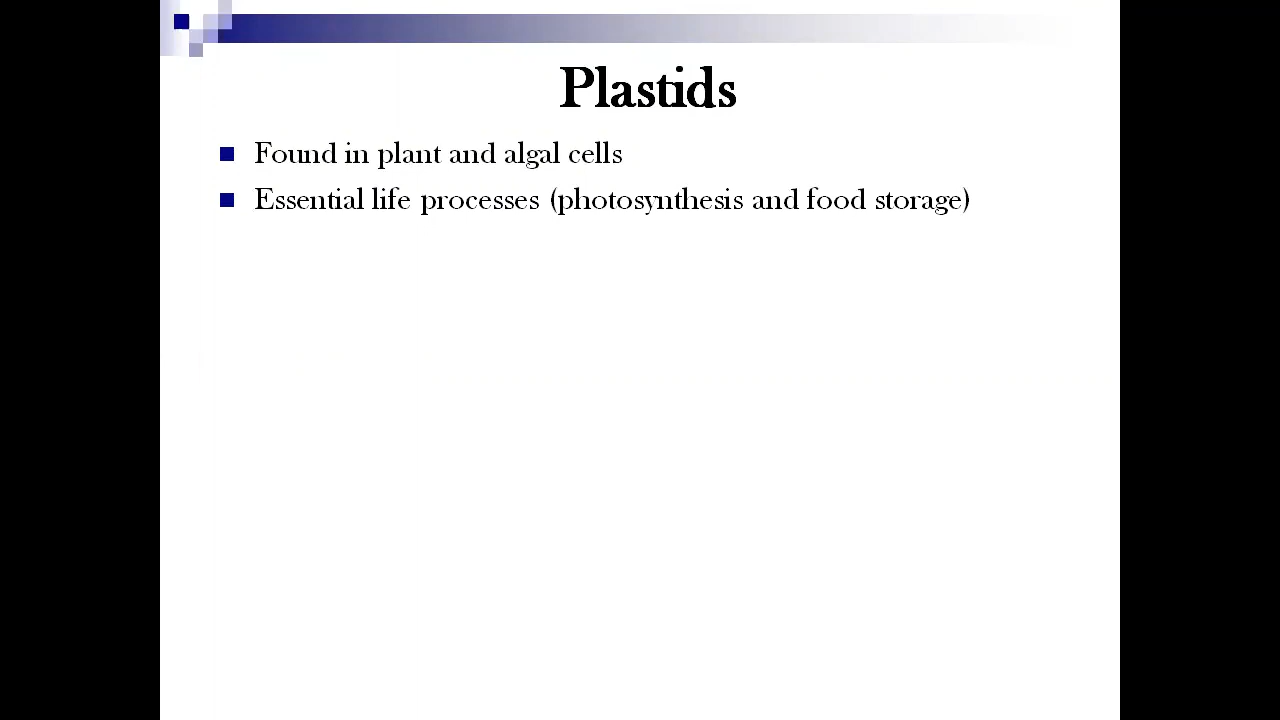 Plastids
Found in plant and algal cells
Essential life processes (photosynthesis and food storage)